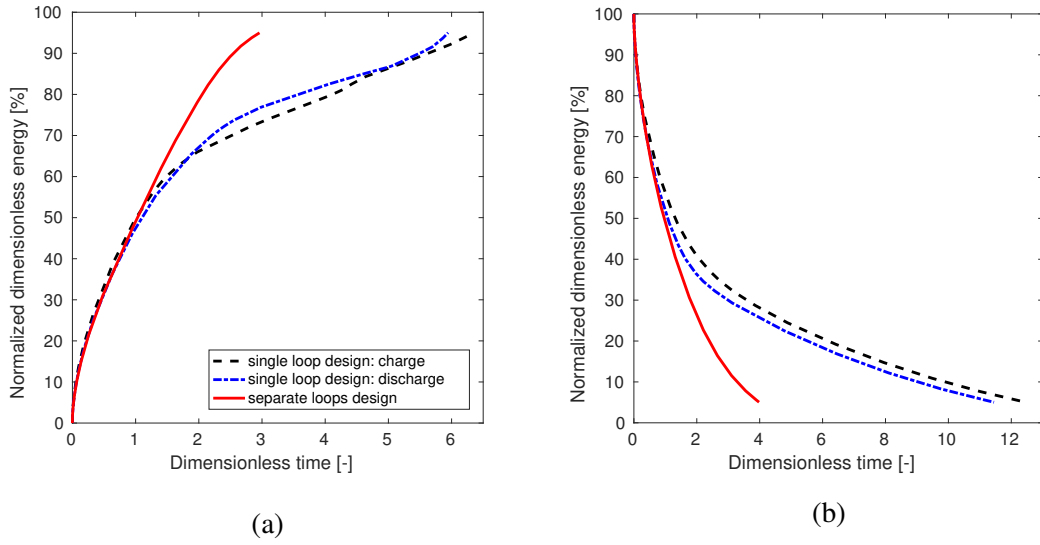 100
90
80
70
60
50
40
30
20
10
0
Normalized dimensionless energy [%]
single loop design: charge
single loop design: discharge
separate loops design
0 1 2 3 4 5 6
Dimensionless time [-]
(a)
100
90
80
70
60
50
40
30
20
10
0
Normalized dimensionless energy [%]
0 2 4 6 8 10 12
Dimensionless time [-]
(b)